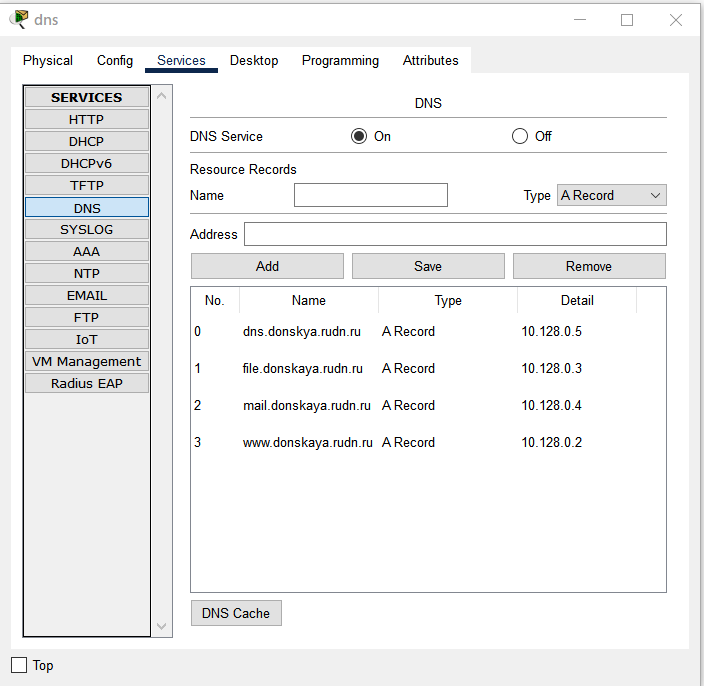 dns
Physical Config Services Desktop Programming Attributes
SERVICES
HTTP
DHCP
DHCPv6
TFTP
DNS
SYSLOG
AAA
NTP
EMAIL
FTP
IoT
VM Management
Radius EAP
DNS
DNS Service On Off
Resource Records
Name Type A Record
Address
Add Save Remove
No. Name Type Detail
0 dns.donskya.rudn.ru A Record 10.128.0.5
1 file.donskaya.rudn.ru A Record 10.128.0.3
2 mail.donskaya.rudn.ru A Record 10.128.0.4
3 www.donskaya.rudn.ru A Record 10.128.0.2
DNS Cache
Top